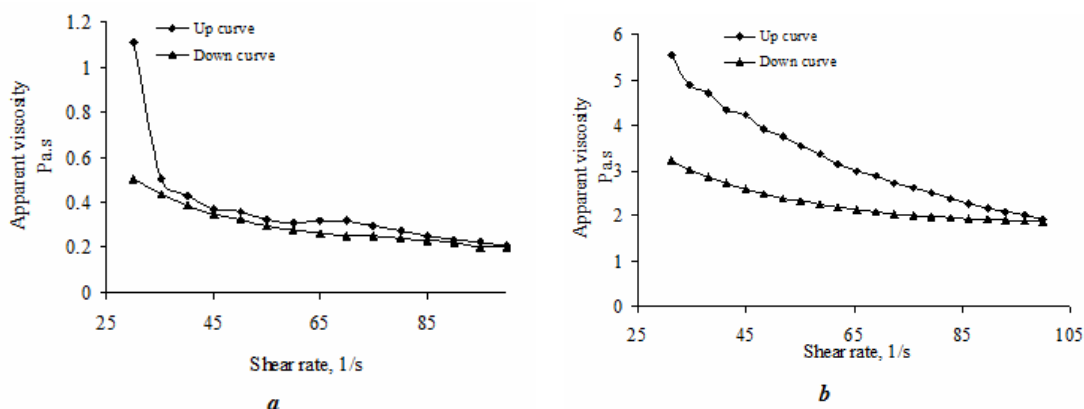 1.2
1
0.8
0.6
0.4
0.2
0
25
45
65
85
Apparent viscosity
Pa.s
Shear rate, 1/s
Up curve
Down curve
a
6
5
4
3
2
1
0
25
45
65
85
105
Apparent viscosity
Pa.s
Shear rate, 1/s
Up curve
Down curve
b